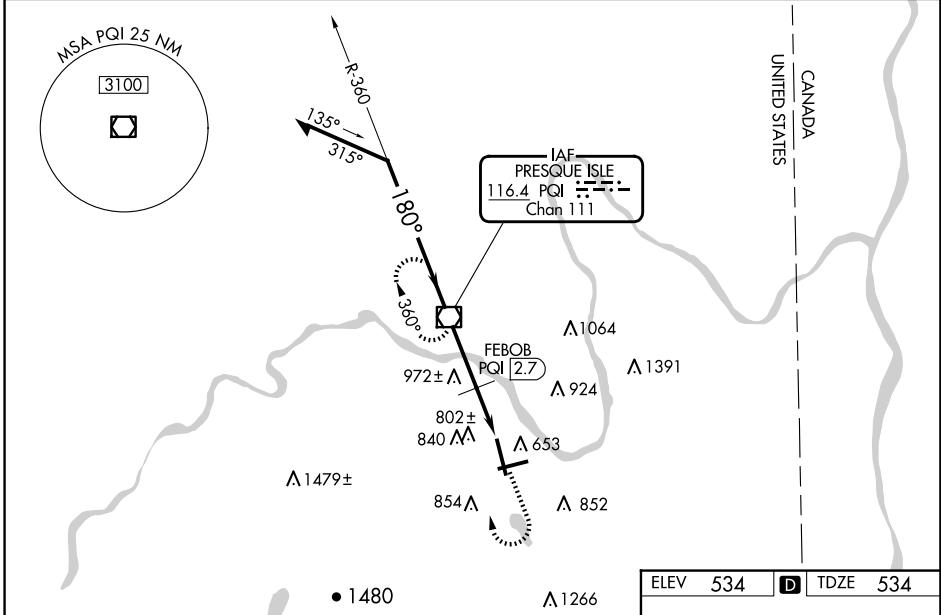 MSA PQI 25 NM
3100
R-360
135°
315°
180°
360°
IAF
PRESQUE ISLE
116.4 PQI
Chan 111
CANADA
UNITED STATES
1064
FEBOB
PQI 2.7
972±
1391
924
802±
840
653
1479±
854
852
1480
1266
ELEV 534 D TDZE 534